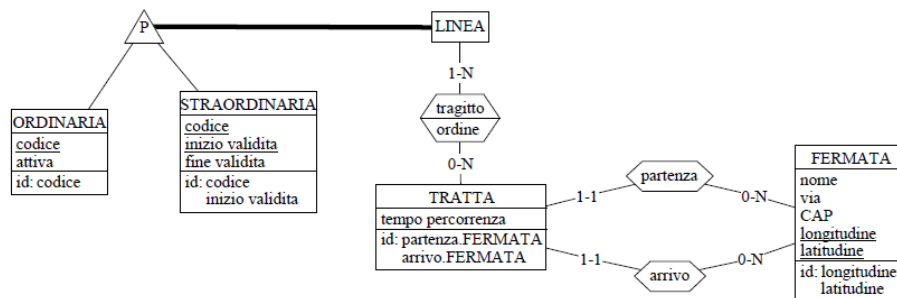 P
LINEA
1-N
tragitto
ordine
0-N
ORDINARIA
codice
attiva
id: codice
STRAORDINARIA
codice
inizio validita
fine validita
id: codice
inizio validita
TRATTA
tempo percorrenza
id: partenza.FERMATA
arrivo.FERMATA
1-1
partenza
0-N
1-1
arrivo
0-N
FERMATA
nome
via
CAP
longitudine
latitudine
id: longitudine
latitudine